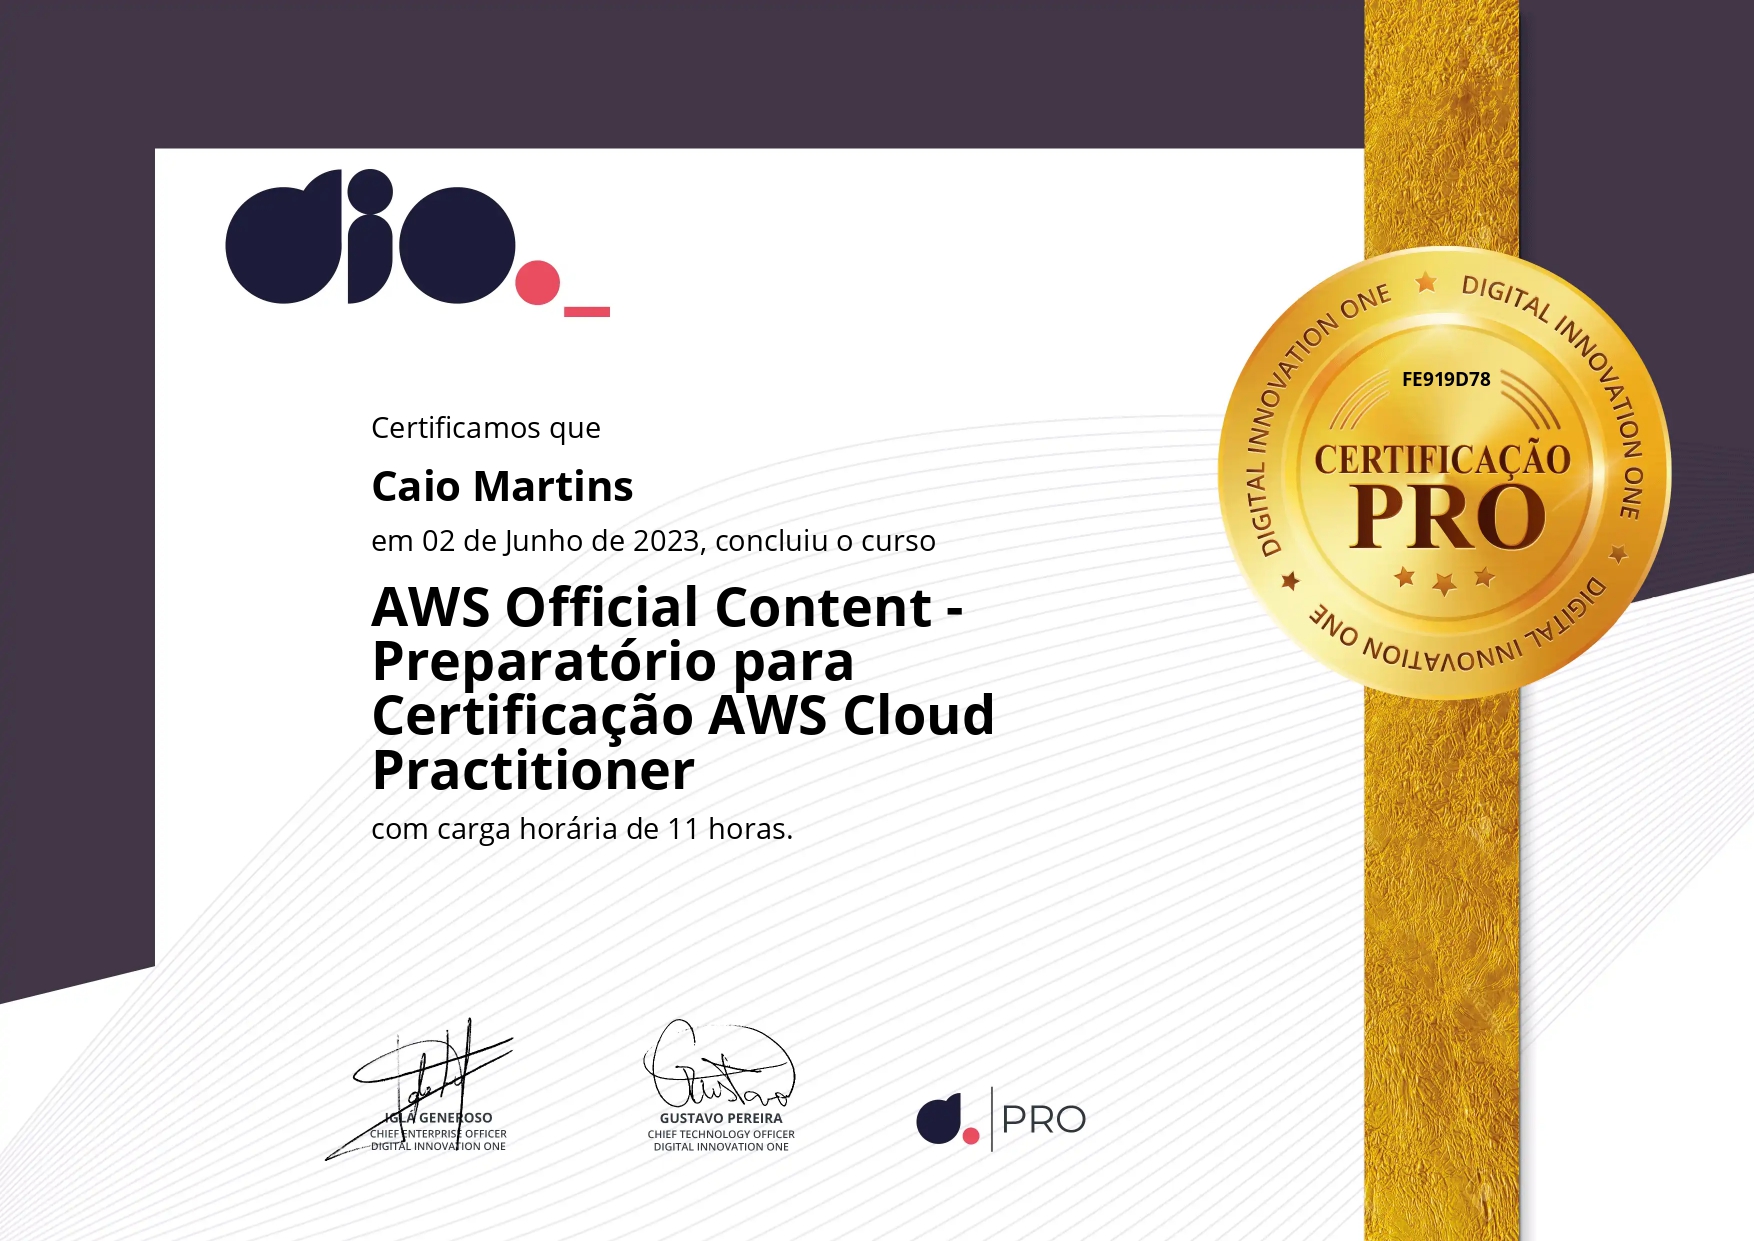 dio._
Certificamos que
Caio Martins
em 02 de Junho de 2023, concluiu o curso
AWS Official Content -
Preparatório para
Certificação AWS Cloud
Practitioner
com carga horária de 11 horas.
DIGITAL INNOVATION ONE
DIGITAL INNOVATION ONE
DIGITAL INNOVATION ONE
FE919D78
CERTIFICAÇÃO
PRO
Gustavo
IGLÁ GENEROSO
CHIEF ENTERPRISE OFFICER
DIGITAL INNOVATION ONE
GUSTAVO PEREIRA
CHIEF TECHNOLOGY OFFICER
DIGITAL INNOVATION ONE
d. | PRO